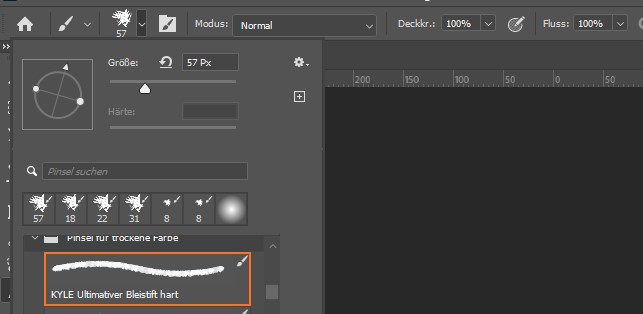 57
Modus: Normal
Deckkr.: 100%
Fluss: 100%
Größe: 57 Px
Härte:
200 150 100 50 0 50
Pinsel suchen
57 18 22 31 8 8
Pinsel für trockene Farbe
KYLE Ultimativer Bleistift hart